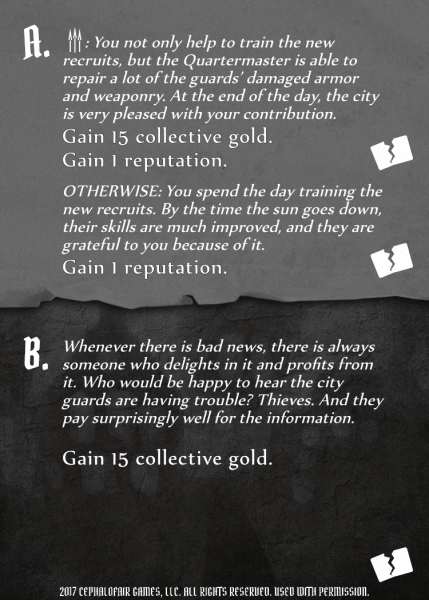 A. : You not only help to train the new
recruits, but the Quartermaster is able to
repair a lot of the guards' damaged armor
and weaponry. At the end of the day, the city
is very pleased with your contribution.
Gain 15 collective gold.
Gain 1 reputation.
OTHERWISE: You spend the day training the
new recruits. By the time the sun goes down,
their skills are much improved, and they are
grateful to you because of it.
Gain 1 reputation.
B. Whenever there is bad news, there is always
someone who delights in it and profits from
it. Who would be happy to hear the city
guards are having trouble? Thieves. And they
pay surprisingly well for the information.
Gain 15 collective gold.
2017 CEPHALOFAIR GAMES, LLC. ALL RIGHTS RESERVED. USED WITH PERMISSION.